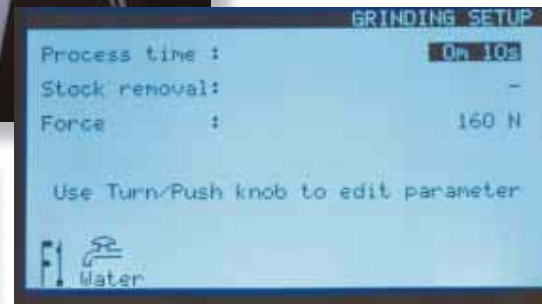 GRINDING SETUP
Process time : 0m 10s
Stock removal: -
Force : 160 N
Use Turn/Push knob to edit parameter
F1 Water